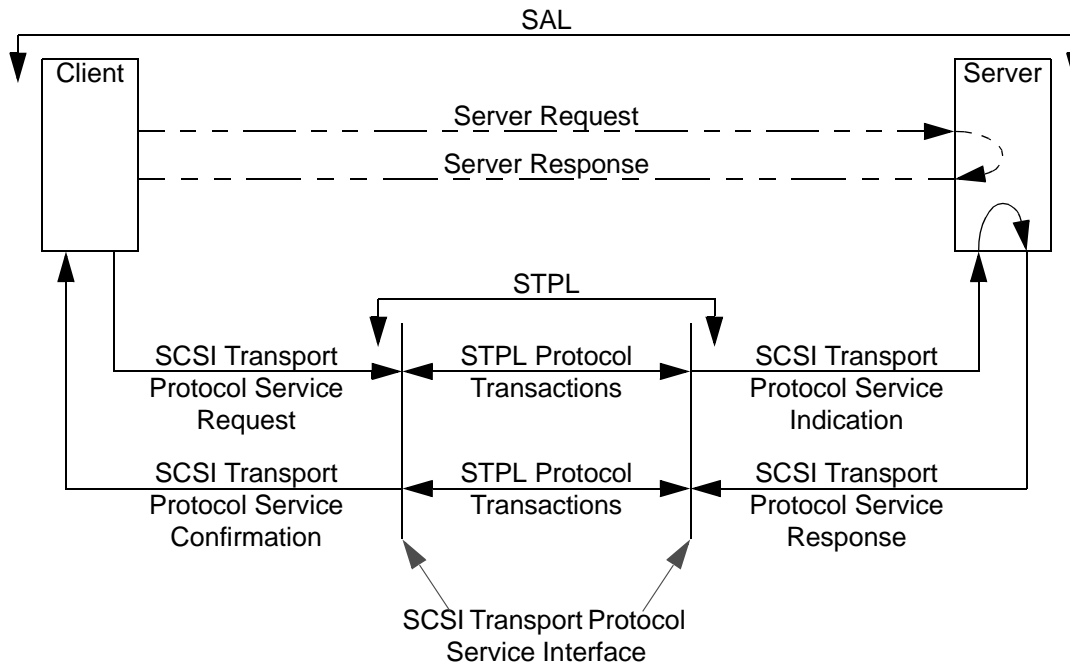 SAL
Client
Server
Server Request
Server Response
STPL
SCSI Transport
Protocol Service
Request
STPL Protocol
Transactions
SCSI Transport
Protocol Service
Indication
SCSI Transport
Protocol Service
Confirmation
STPL Protocol
Transactions
SCSI Transport
Protocol Service
Response
SCSI Transport Protocol
Service Interface